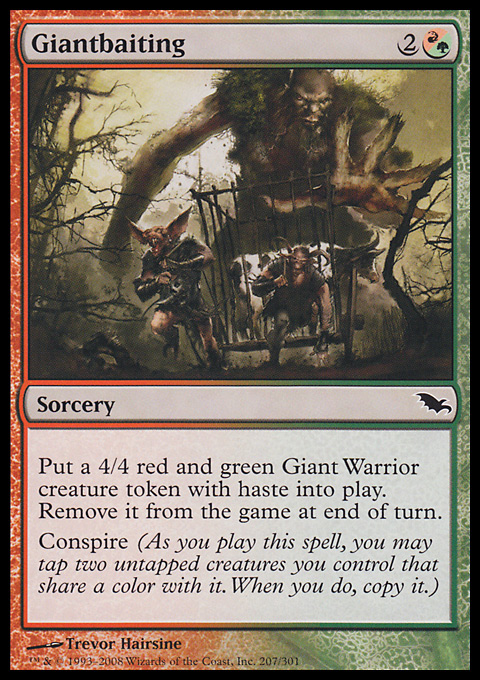 Giantbaiting 2
Sorcery
Put a 4/4 red and green Giant Warrior
creature token with haste into play.
Remove it from the game at end of turn.
Conspire (As you play this spell, you may
tap two untapped creatures you control that
share a color with it. When you do, copy it.)
Trevor Hairsine
™ & © 1993–2008 Wizards of the Coast, Inc. 207/301